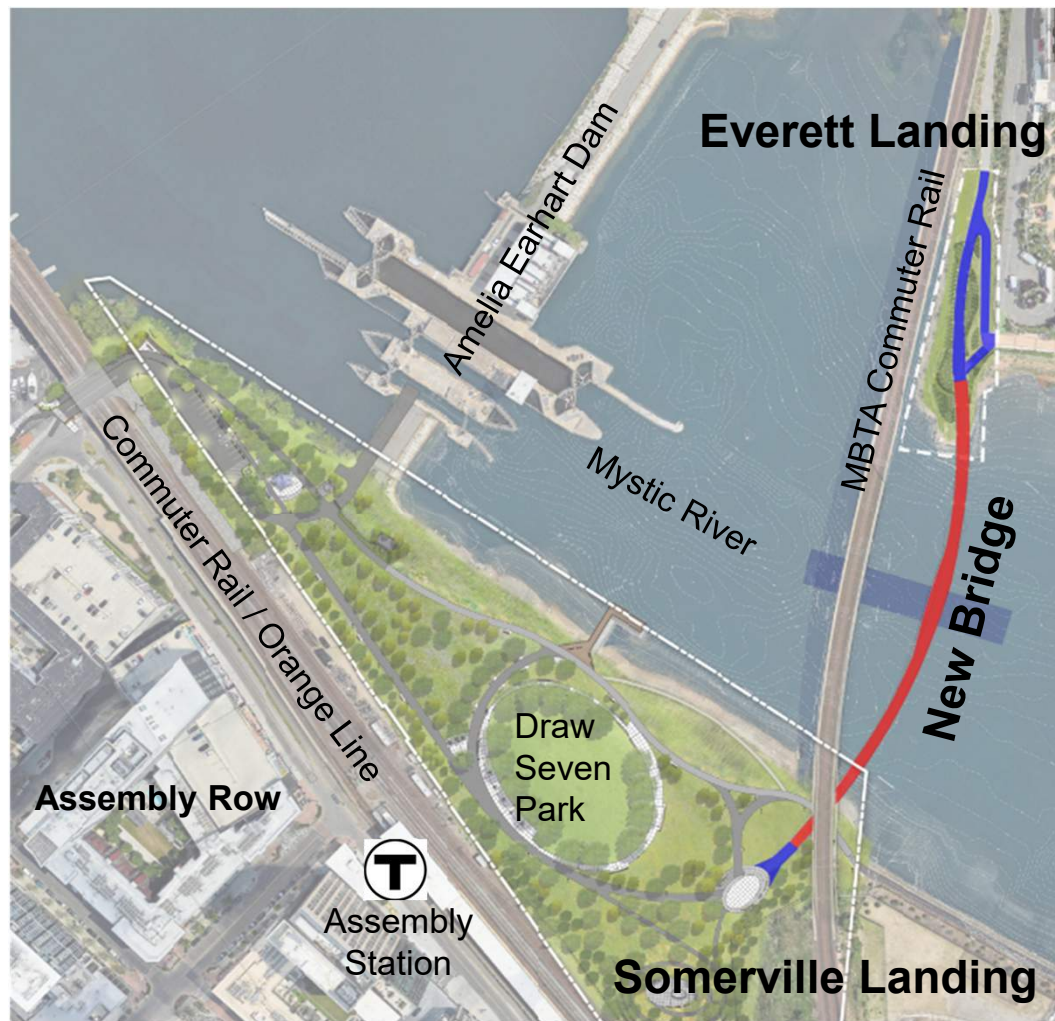 Everett Landing
Amelia Earhart Dam
MBTA Commuter Rail
Mystic River
Commuter Rail / Orange Line
New Bridge
Draw
Seven
Park
Assembly Row
T
Assembly
Station
Somerville Landing